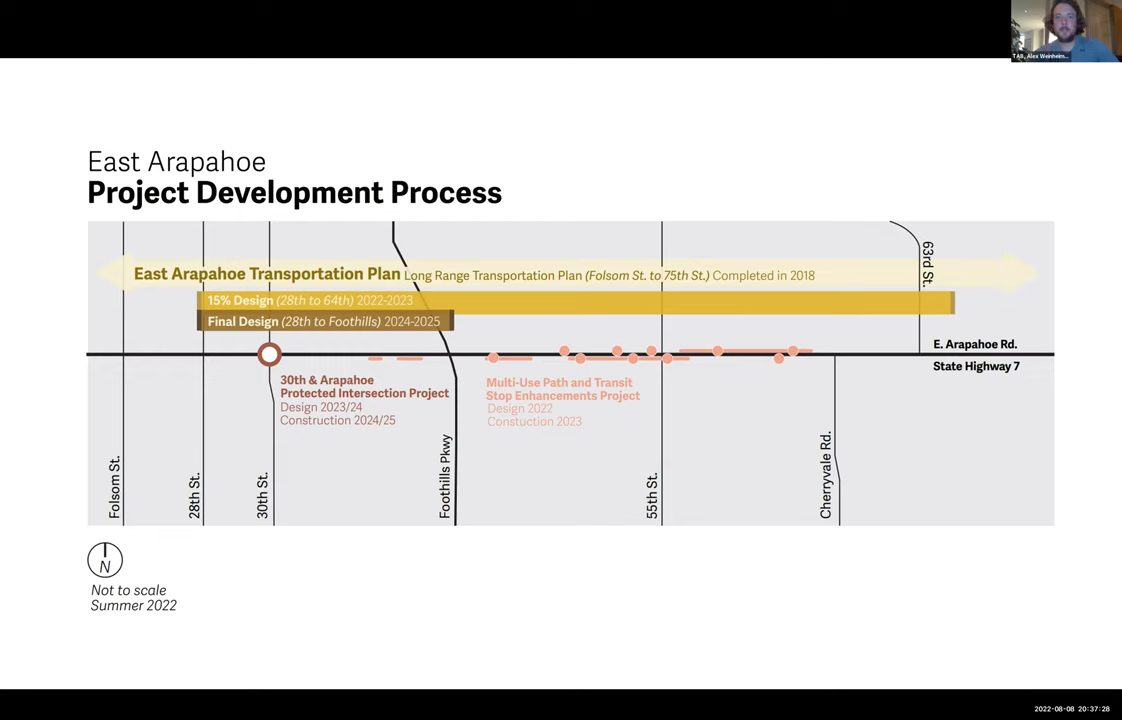 TAB, Alex Weinheim...
East Arapahoe
Project Development Process
East Arapahoe Transportation Plan Long Range Transportation Plan (Folsom St. to 75th St.) Completed in 2018
15% Design (28th to 64th) 2022-2023
Final Design (28th to Foothills) 2024-2025
63rd St.
E. Arapahoe Rd.
State Highway 7
30th & Arapahoe
Protected Intersection Project
Design 2023/24
Construction 2024/25
Multi-Use Path and Transit
Stop Enhancements Project
Design 2022
Constuction 2023
Folsom St.
28th St.
30th St.
Foothills Pkwy
55th St.
Cherryvale Rd.
N
Not to scale
Summer 2022
2022-08-08 20:37:28